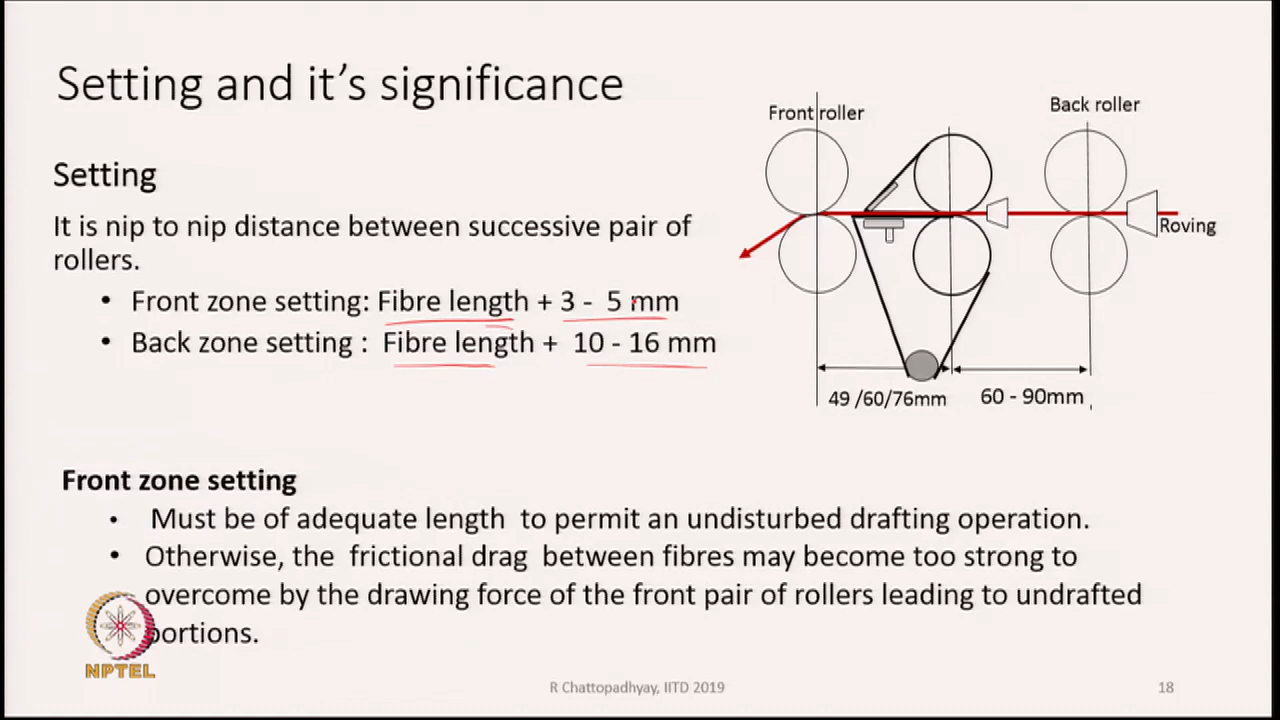 Setting and it's significance
Front roller
Back roller
Setting
It is nip to nip distance between successive pair of
rollers.
Roving
• Front zone setting: Fibre length + 3 - 5 mm
• Back zone setting : Fibre length + 10 - 16 mm
49 /60/76mm
60 - 90mm
Front zone setting
• Must be of adequate length to permit an undisturbed drafting operation.
• Otherwise, the frictional drag between fibres may become too strong to
overcome by the drawing force of the front pair of rollers leading to undrafted
portions.
NPTEL
R Chattopadhyay, IITD 2019
18